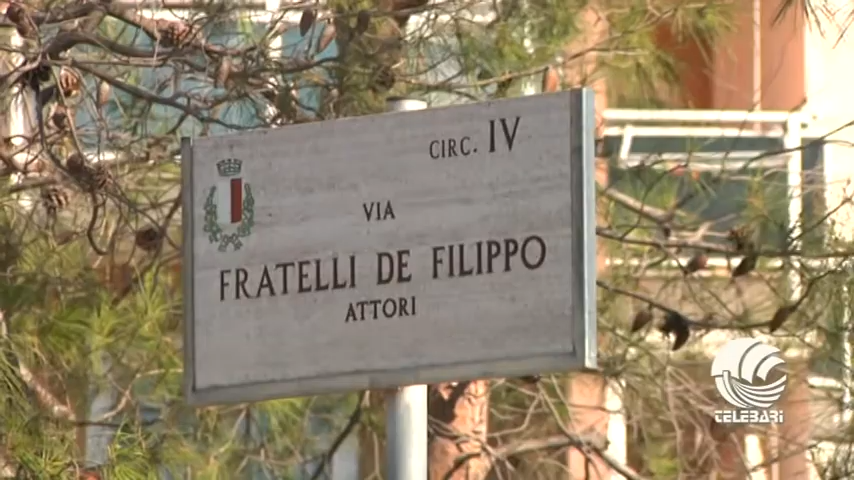 CIRC. IV
VIA
FRATELLI DE FILIPPO
ATTORI
TELEBARI